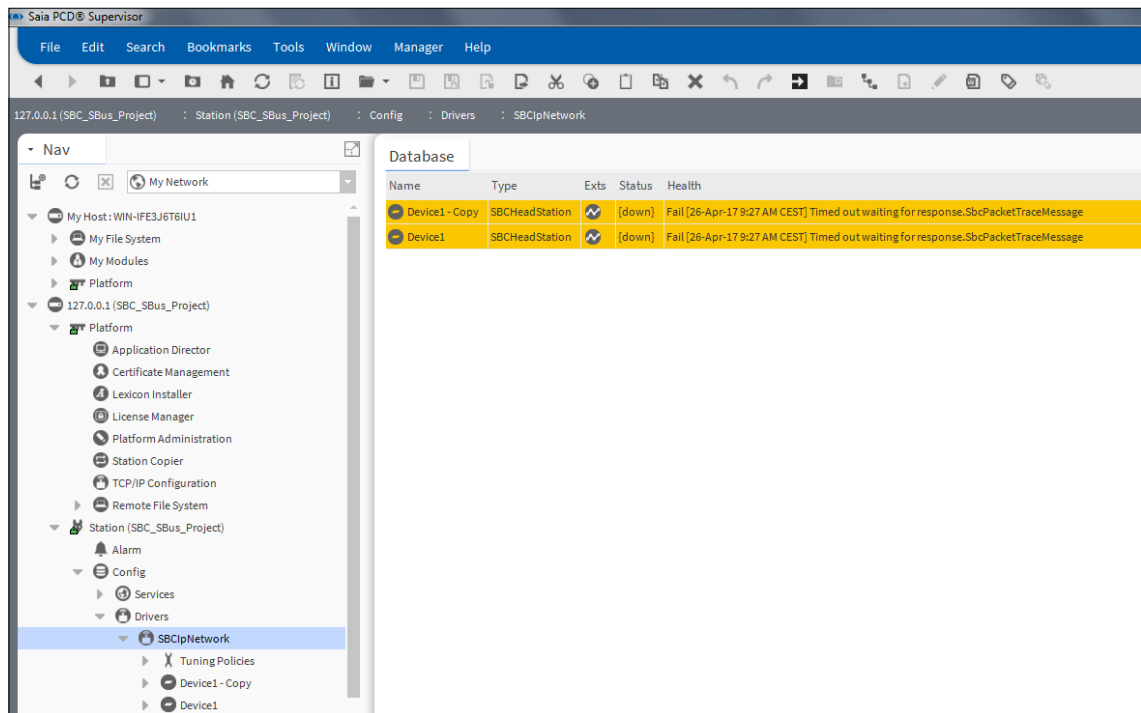 Saia PCD® Supervisor
File Edit Search Bookmarks Tools Window Manager Help
127.0.0.1 (SBC_SBus_Project) : Station (SBC_SBus_Project) : Config : Drivers : SBCIpNetwork
Nav
My Network
My Host : WIN-IFE3J6T6IU1
My File System
My Modules
Platform
127.0.0.1 (SBC_SBus_Project)
Platform
Application Director
Certificate Management
Lexicon Installer
License Manager
Platform Administration
Station Copier
TCP/IP Configuration
Remote File System
Station (SBC_SBus_Project)
Alarm
Config
Services
Drivers
SBCIpNetwork
Tuning Policies
Device1 - Copy
Device1
Database
Name Type Exts Status Health
Device1 - Copy SBCHeadStation {down} Fail [26-Apr-17 9:27 AM CEST] Timed out waiting for response.SbcPacketTraceMessage
Device1 SBCHeadStation {down} Fail [26-Apr-17 9:27 AM CEST] Timed out waiting for response.SbcPacketTraceMessage